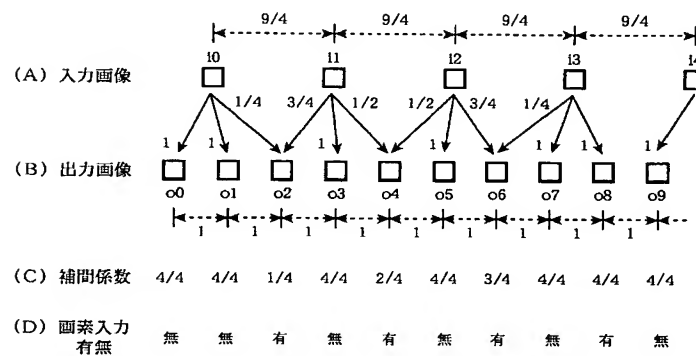 9/4 9/4 9/4 9/4
i0 i1 i2 i3 i4
(A) 入力画像
1/4 3/4 1/2 1/2 3/4 1/4
1 1 1 1 1 1 1
(B) 出力画像
o0 o1 o2 o3 o4 o5 o6 o7 o8 o9
1 1 1 1 1 1 1 1 1
(C) 補間係数 4/4 4/4 1/4 4/4 2/4 4/4 3/4 4/4 4/4 4/4
(D) 画素入力
有無 無 無 有 無 有 無 有 無 有 無